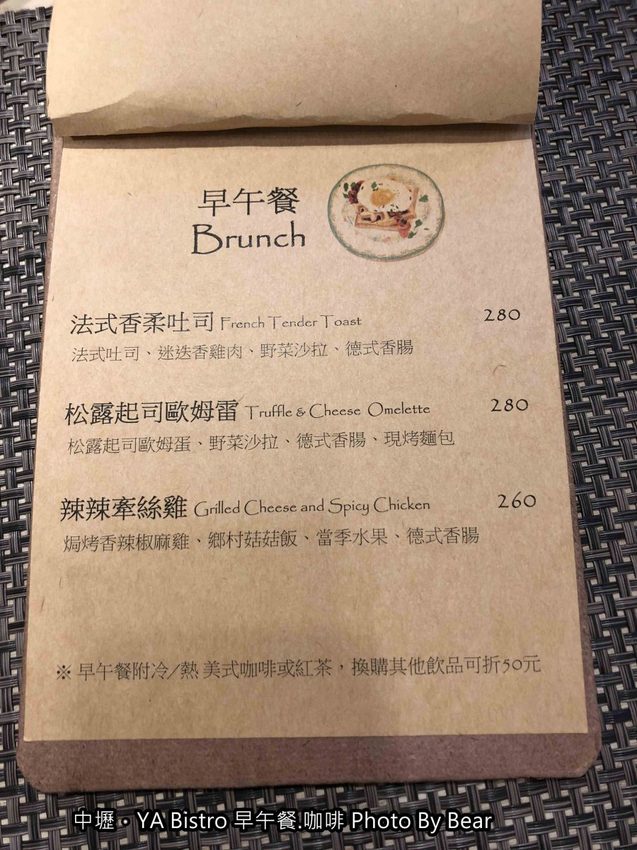 早午餐
Brunch
法式香柔吐司 French Tender Toast 280
法式吐司、迷迭香雞肉、野菜沙拉、德式香腸
松露起司歐姆雷 Truffle & Cheese Omelette 280
松露起司歐姆蛋、野菜沙拉、德式香腸、現烤麵包
辣辣牽絲雞 Grilled Cheese and Spicy Chicken 260
焗烤香辣椒麻雞、鄉村菇菇飯、當季水果、德式香腸
※ 早午餐附冷/熱 美式咖啡或紅茶，換購其他飲品可折50元
中壢・YA Bistro 早午餐.咖啡 Photo By Bear